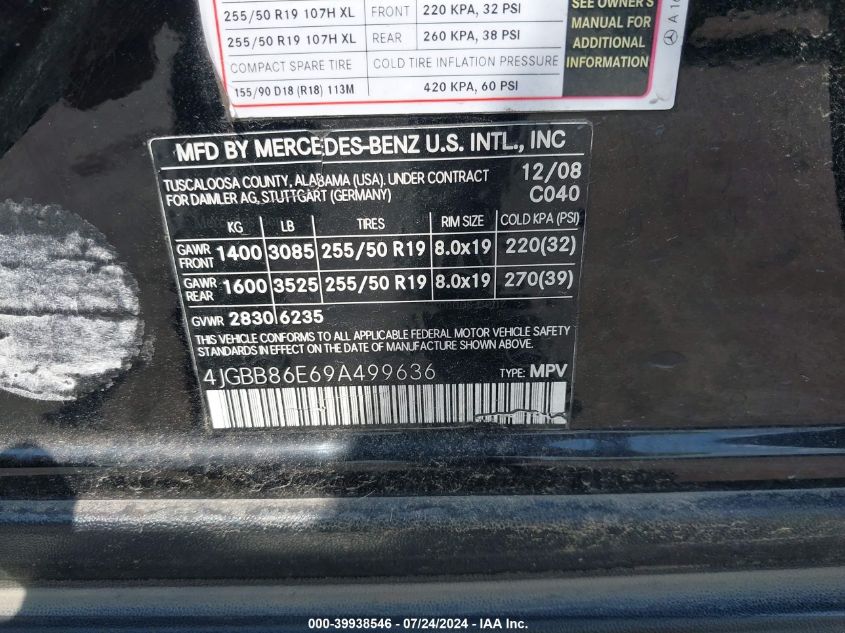 255/50 R19 107H XL FRONT 220 KPA, 32 PSI
255/50 R19 107H XL REAR 260 KPA, 38 PSI
COMPACT SPARE TIRE COLD TIRE INFLATION PRESSURE
155/90 D18 (R18) 113M 420 KPA, 60 PSI
SEE OWNER'S
MANUAL FOR
ADDITIONAL
INFORMATION
MFD BY MERCEDES-BENZ U.S. INTL., INC
TUSCALOOSA COUNTY, ALABAMA (USA). UNDER CONTRACT 12/08
FOR DAIMLER AG, STUTTGART (GERMANY) C040
KG LB TIRES RIM SIZE COLD KPA (PSI)
GAWR FRONT 1400 3085 255/50 R19 8.0x19 220(32)
GAWR REAR 1600 3525 255/50 R19 8.0x19 270(39)
GVWR 2830 6235
THIS VEHICLE CONFORMS TO ALL APPLICABLE FEDERAL MOTOR VEHICLE SAFETY
STANDARDS IN EFFECT ON THE DATE OF MANUFACTURE SHOWN ABOVE.
4JGBB86E69A499636 TYPE: MPV
000-39938546 - 07/24/2024 - IAAI.com